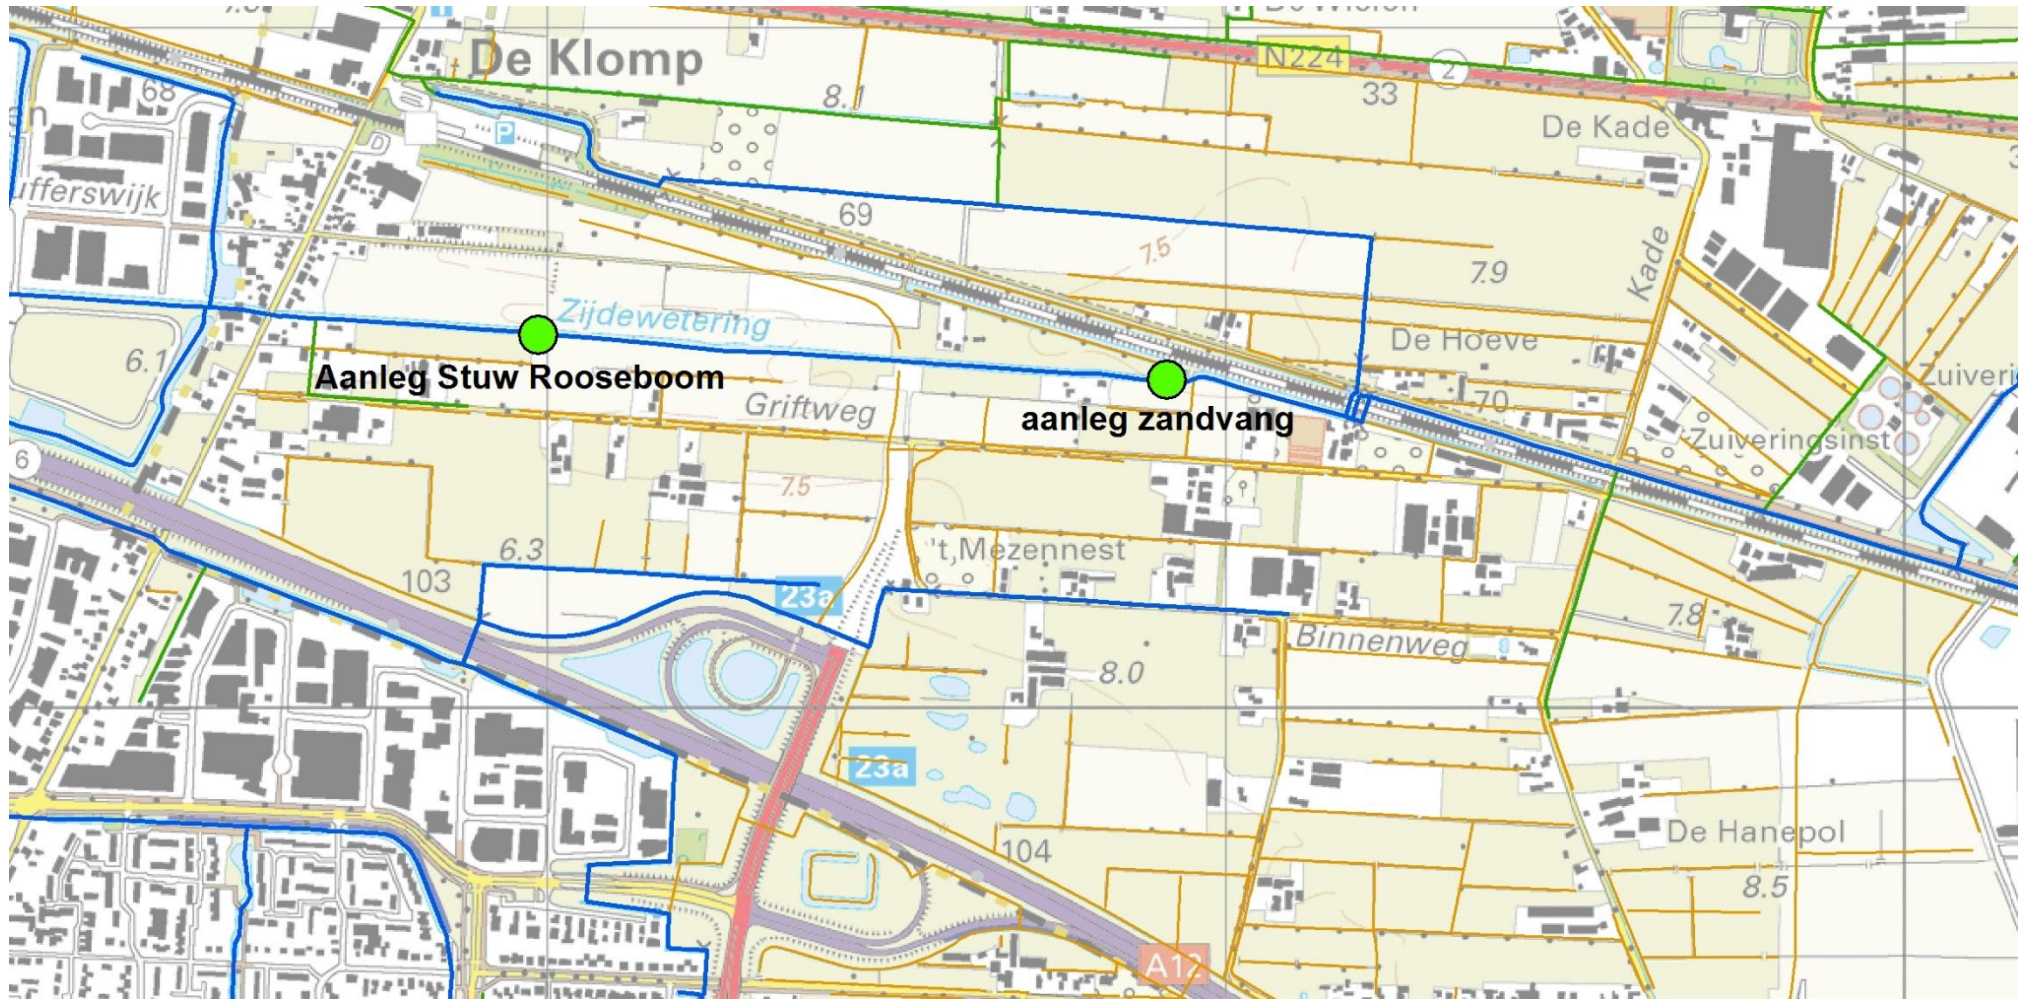 De Klomp
N224
2
68
8.1
33
De Kade
P
ufferswijk
69
7.5
7.9
Kade
Zijdewetering
6.1
De Hoeve
Aanleg Stuw Rooseboom
Griftweg
aanleg zandvang
70
Zuiveri
Zuiveringsinst
6
7.5
6.3
't,Mezennest
103
23a
7.8
Binnenweg
8.0
23a
104
De Hanepol
8.5
A12